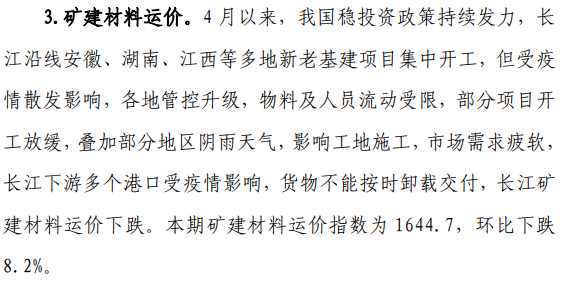 3.矿建材料运价。4月以来，我国稳投资政策持续发力，长
江沿线安徽、湖南、江西等多地新老基建项目集中开工，但受疫
情散发影响，各地管控升级，物料及人员流动受限，部分项目开
工放缓，叠加部分地区阴雨天气，影响工地施工，市场需求疲软，
长江下游多个港口受疫情影响，货物不能按时卸载交付，长江矿
建材料运价下跌。本期矿建材料运价指数为1644.7，环比下跌
8.2%。